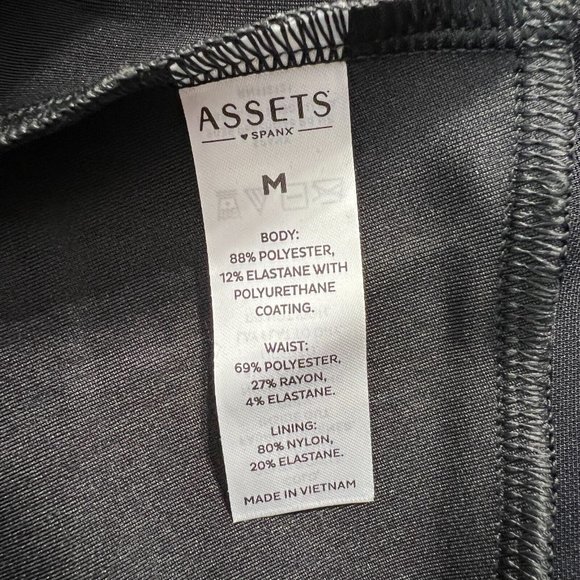 ASSETS
SPANX
M
BODY:
88% POLYESTER,
12% ELASTANE WITH
POLYURETHANE
COATING.
WAIST:
69% POLYESTER,
27% RAYON,
4% ELASTANE.
LINING:
80% NYLON,
20% ELASTANE.
MADE IN VIETNAM